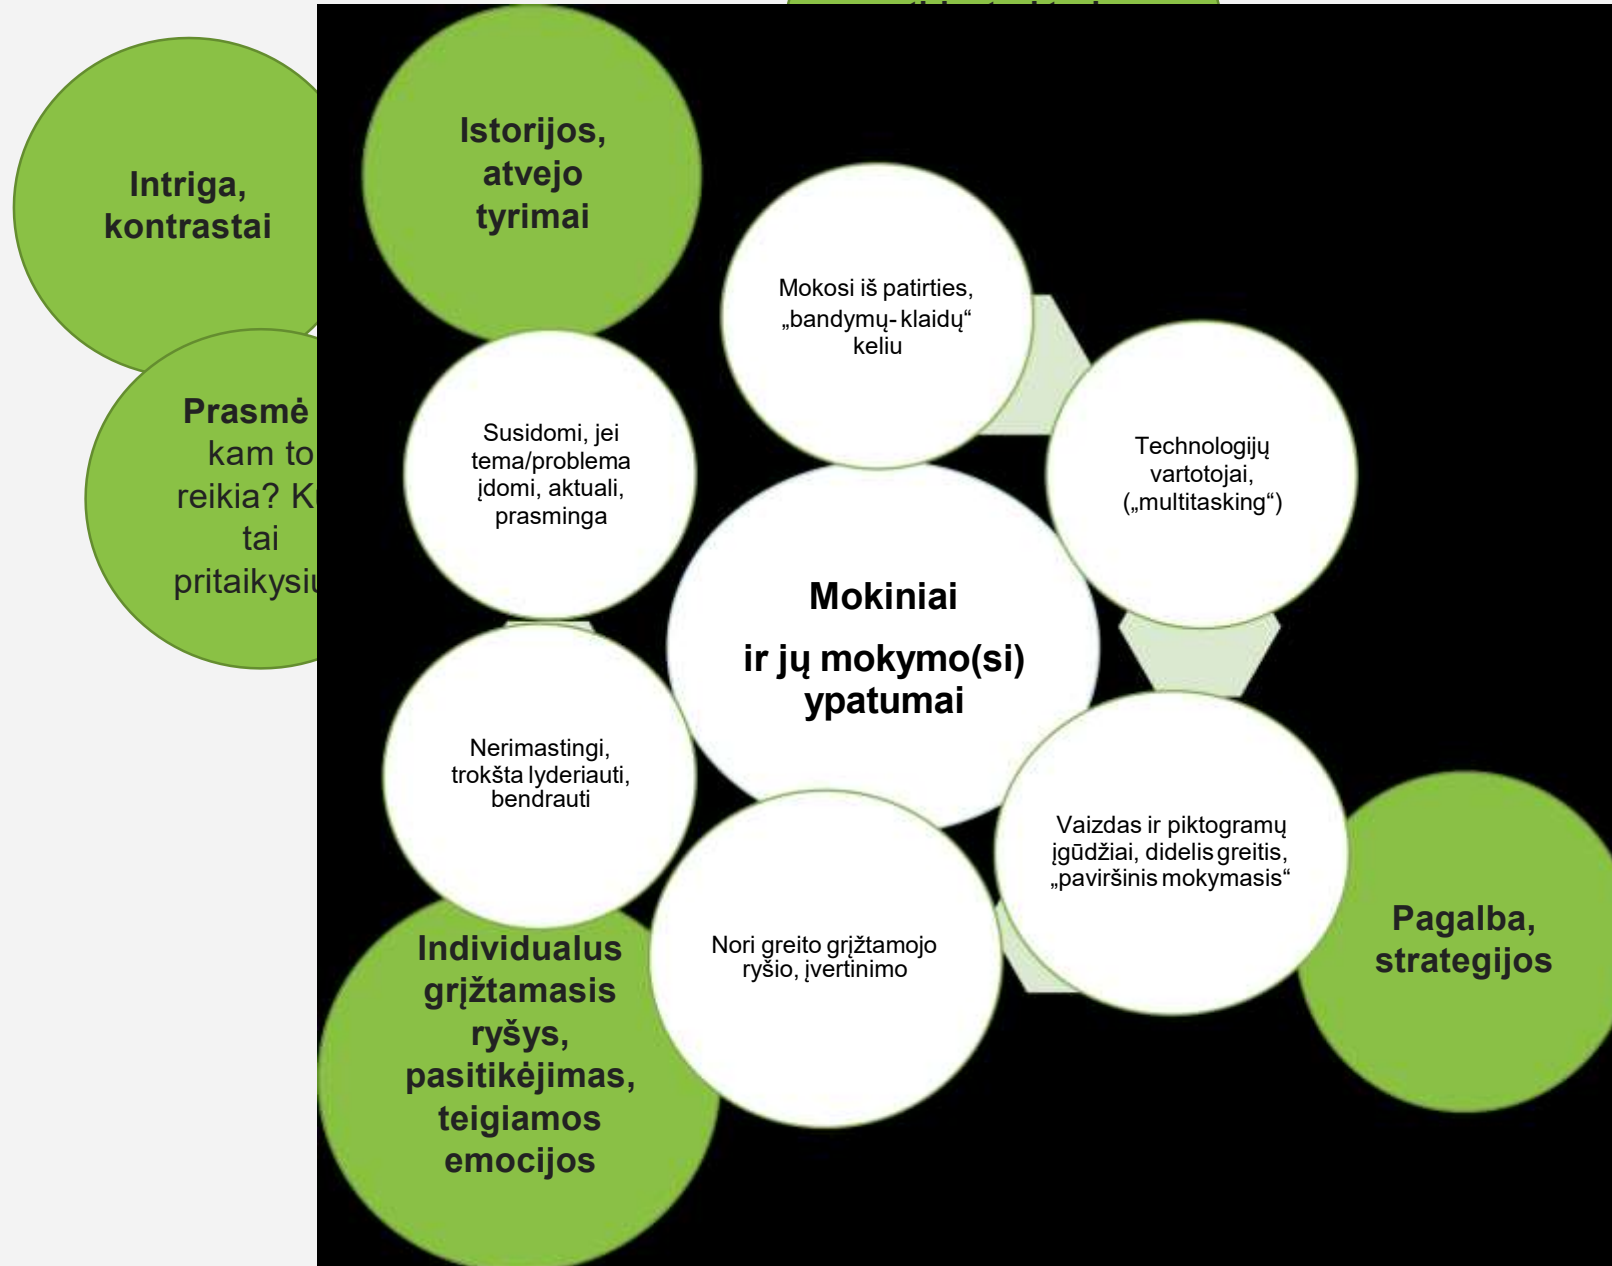 Intriga,
kontrastai
Prasmė
kam to
reikia?
tai
Istorijos,
atvejo
tyrimai
Mokosi iš patirties,
„bandymų-klaidų“
keliu
Susidomi, jei
tema/problema
įdomi, aktuali,
prasminga
Technologijų
vartotojai,
(„multitasking“)
Mokiniai
ir jų mokymo(si)
ypatumai
Nerimastingi,
trokšta lyderiauti,
bendrauti
Vaizdas ir piktogramų
įgūdžiai, didelis greitis,
„paviršinis mokymasis“
Nori greito grįžtamojo
ryšio, įvertinimo
Individualus
grįžtamasis
ryšys,
pasitikėjimas,
teigiamos
emocijos
Pagalba,
strategijos